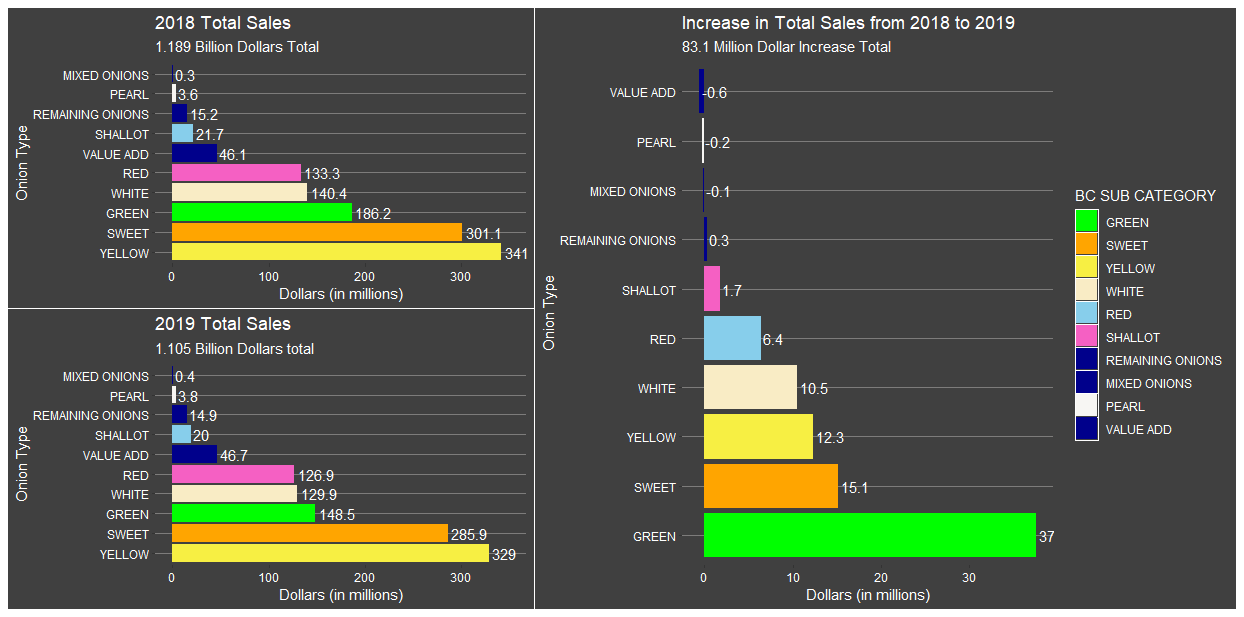 2018 Total Sales
1.189 Billion Dollars Total
Onion Type
MIXED ONIONS 0.3
PEARL 3.6
REMAINING ONIONS 15.2
SHALLOT 21.7
VALUE ADD 46.1
RED 133.3
WHITE 140.4
GREEN 186.2
SWEET 301.1
YELLOW 341
0 100 200 300
Dollars (in millions)
2019 Total Sales
1.105 Billion Dollars total
Onion Type
MIXED ONIONS 0.4
PEARL 3.8
REMAINING ONIONS 14.9
SHALLOT 20
VALUE ADD 46.7
RED 126.9
WHITE 129.9
GREEN 148.5
SWEET 285.9
YELLOW 329
0 100 200 300
Dollars (in millions)
Increase in Total Sales from 2018 to 2019
83.1 Million Dollar Increase Total
Onion Type
VALUE ADD -0.6
PEARL -0.2
MIXED ONIONS -0.1
REMAINING ONIONS 0.3
SHALLOT 1.7
RED 6.4
WHITE 10.5
YELLOW 12.3
SWEET 15.1
GREEN 37
0 10 20 30
Dollars (in millions)
BC SUB CATEGORY
GREEN
SWEET
YELLOW
WHITE
RED
SHALLOT
REMAINING ONIONS
MIXED ONIONS
PEARL
VALUE ADD